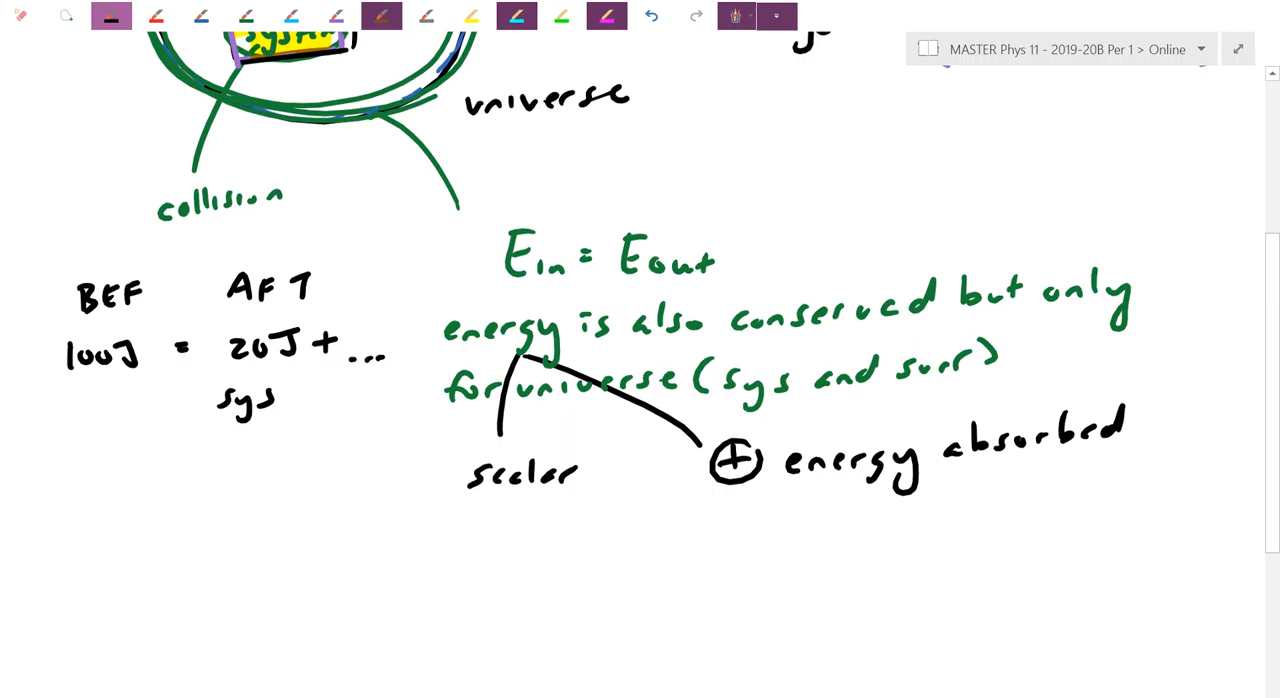 MASTER Phys 11 - 2019-20B Per 1 > Online
system
universe
collision
Ein = Eout
BEF AFT
100J = 20J + ...
sys
energy is also conserved but only
for universe (sys and surr)
scalar
+ energy absorbed